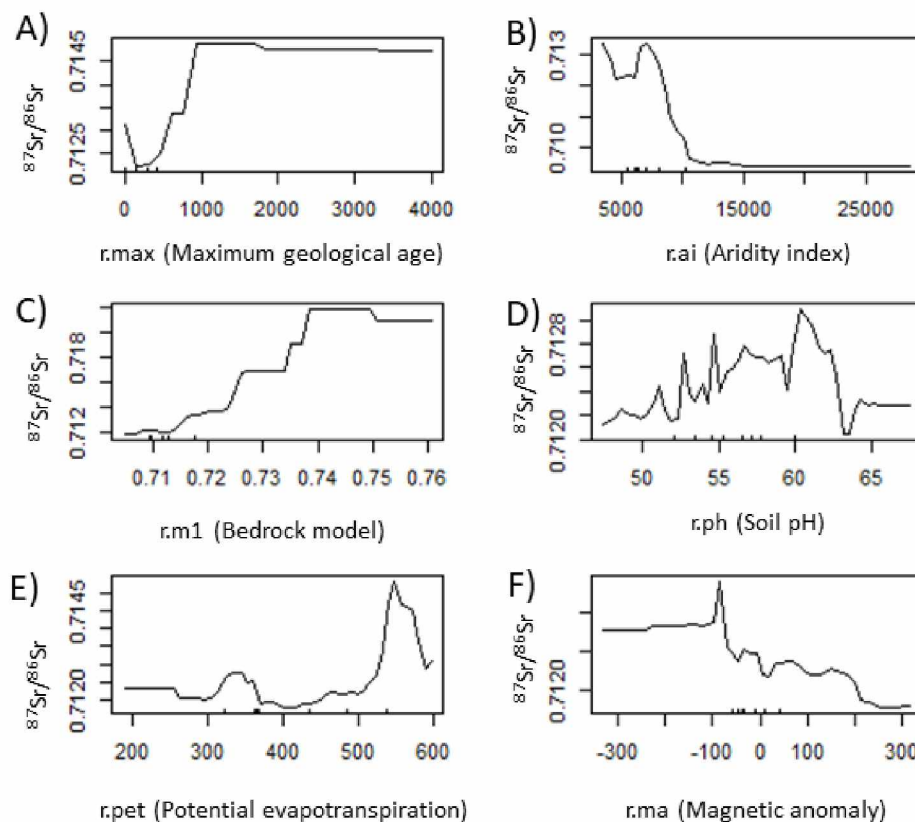 A)
⁸⁷Sr/⁸⁶Sr
0.7145
0.7125
0 1000 2000 3000 4000
r.max (Maximum geological age)
B)
⁸⁷Sr/⁸⁶Sr
0.713
0.710
5000 15000 25000
r.ai (Aridity index)
C)
⁸⁷Sr/⁸⁶Sr
0.718
0.712
0.71 0.72 0.73 0.74 0.75 0.76
r.m1 (Bedrock model)
D)
⁸⁷Sr/⁸⁶Sr
0.7128
0.7120
50 55 60 65
r.ph (Soil pH)
E)
⁸⁷Sr/⁸⁶Sr
0.7145
0.7120
200 300 400 500 600
r.pet (Potential evapotranspiration)
F)
⁸⁷Sr/⁸⁶Sr
0.7120
-300 -100 0 100 300
r.ma (Magnetic anomaly)